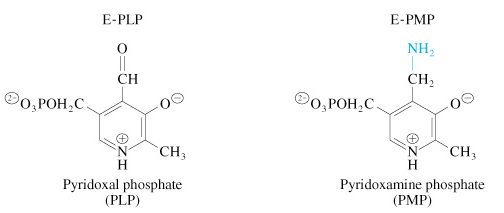 E-PLP
O
CH
(2-) O₃POH₂C
O ⊖
⊕
N
H
CH₃
Pyridoxal phosphate
(PLP)
E-PMP
NH₂
CH₂
(2-) O₃POH₂C
O ⊖
⊕
N
H
CH₃
Pyridoxamine phosphate
(PMP)